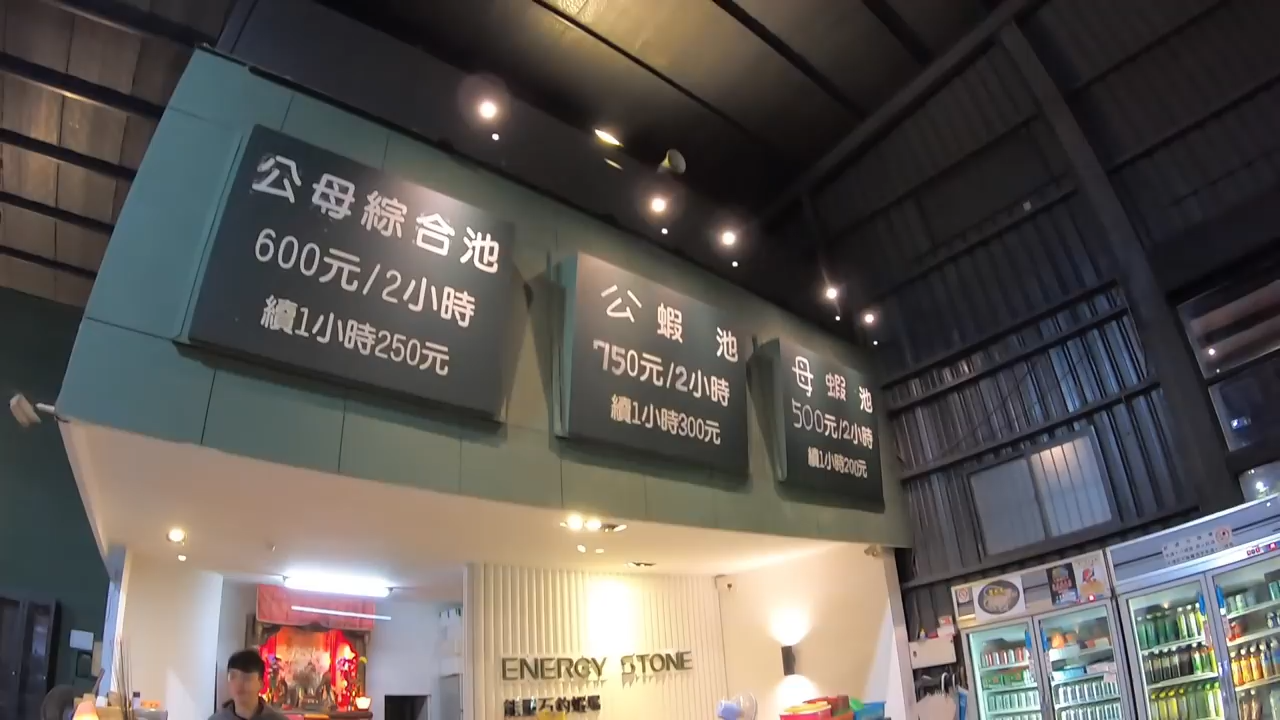 公母綜合池
600元/2小時
續1小時250元
公蝦池
750元/2小時
續1小時300元
母蝦池
500元/2小時
續1小時200元
ENERGY STONE